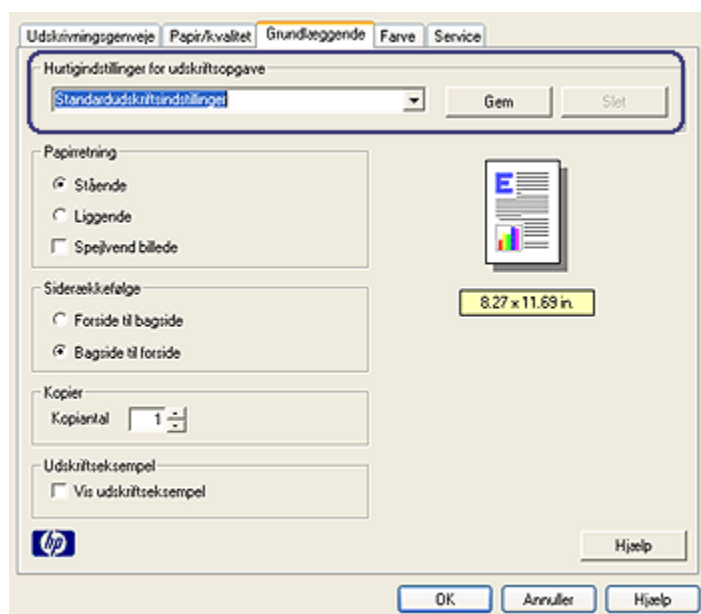 Udskrivningsgenveje Papir/kvalitet Grundlæggende Farve Service
Hurtigindstillinger for udskriftsopgave
Standardudskriftsindstillinger Gem Slet
Papirretning
Stående
Liggende
Spejlvend billede
E
8.27 x 11.69 in.
Siderækkefølge
Forside til bagside
Bagside til forside
Kopier
Kopiantal 1
Udskriftseksempel
Vis udskriftseksempel
hp
Hjælp
OK Annuller Hjælp